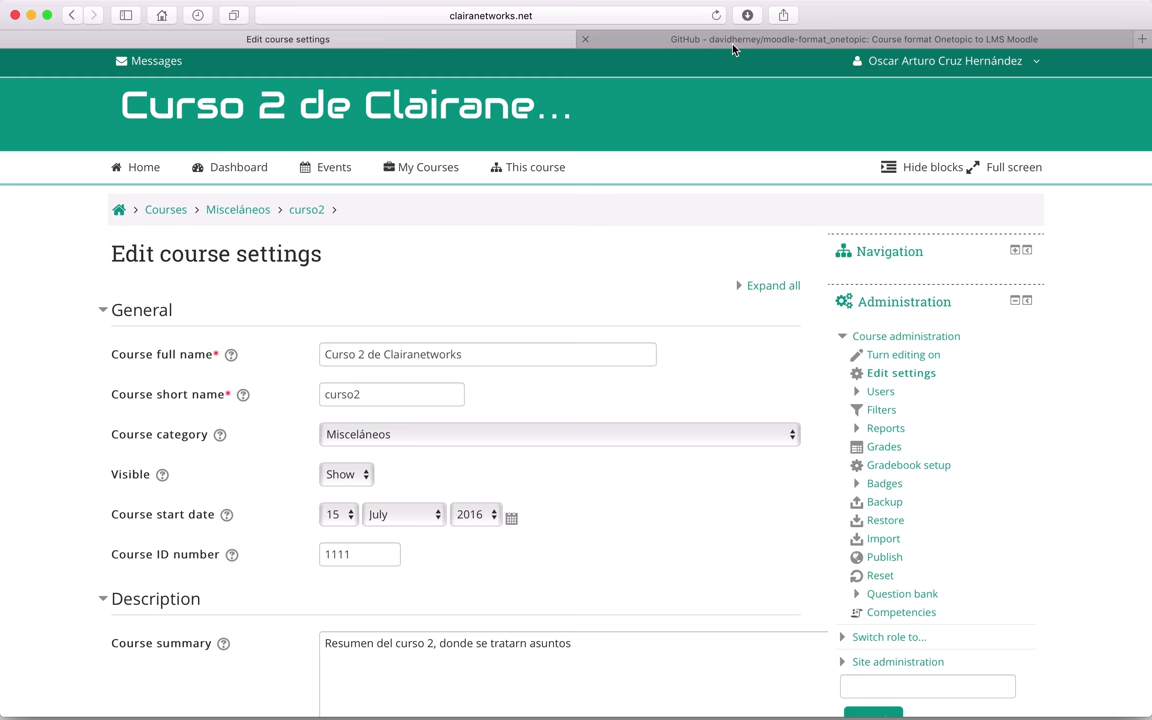 clairanetworks.net
Edit course settings
GitHub - davidherney/moodle-format_onetopic: Course format Onetopic to LMS Moodle
Messages
Oscar Arturo Cruz Hernández
Curso 2 de Clairane...
Home
Dashboard
Events
My Courses
This course
Hide blocks
Full screen
Courses
Misceláneos
curso2
Edit course settings
Expand all
General
Course full name*
Curso 2 de Clairanetworks
Course short name*
curso2
Course category
Misceláneos
Visible
Show
Course start date
15 July 2016
Course ID number
1111
Description
Course summary
Resumen del curso 2, donde se tratarn asuntos
Navigation
Administration
Course administration
Turn editing on
Edit settings
Users
Filters
Reports
Grades
Gradebook setup
Badges
Backup
Restore
Import
Publish
Reset
Question bank
Competencies
Switch role to...
Site administration